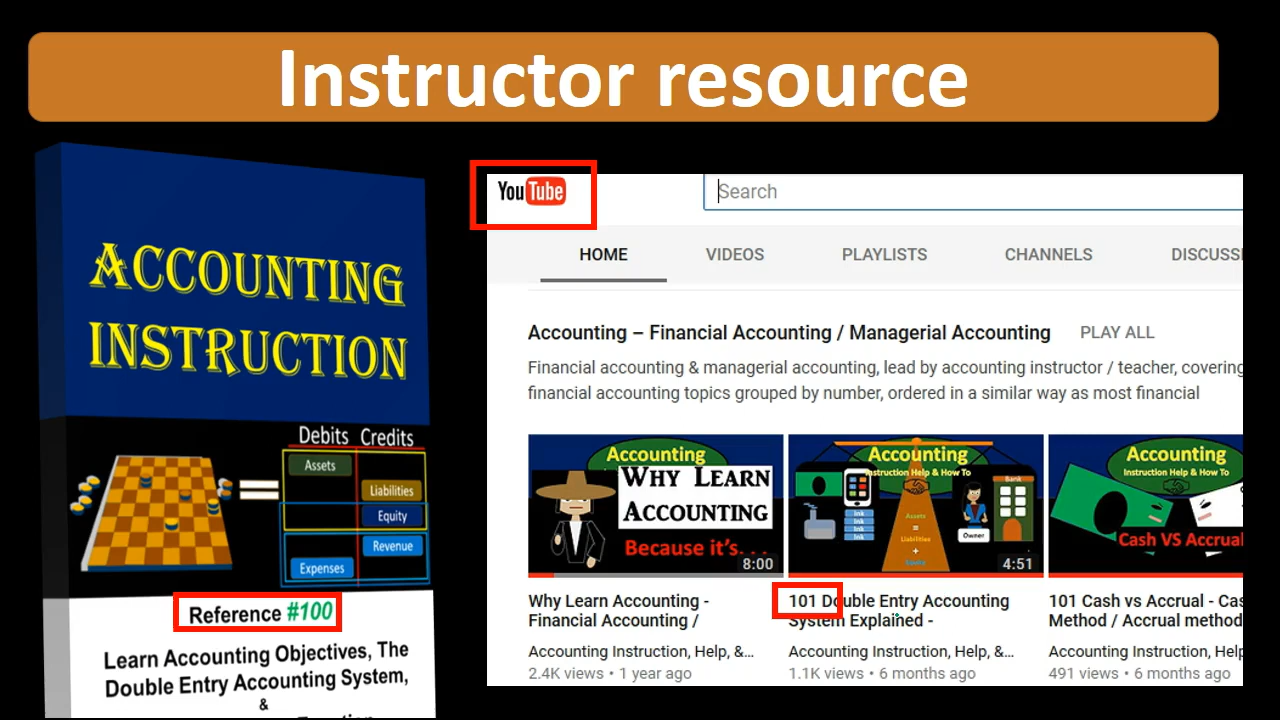 Instructor resource
ACCOUNTING
INSTRUCTION
Debits Credits
Assets
Liabilities
Equity
Revenue
Expenses
Reference #100
Learn Accounting Objectives, The
Double Entry Accounting System,
&
YouTube
Search
HOME VIDEOS PLAYLISTS CHANNELS DISCUSSI
Accounting – Financial Accounting / Managerial Accounting PLAY ALL
Financial accounting & managerial accounting, lead by accounting instructor / teacher, covering
financial accounting topics grouped by number, ordered in a similar way as most financial
Accounting
WHY LEARN
ACCOUNTING
Because it's. . .
8:00
Accounting
Instruction Help & How To
Bank
Ink
Ink
Ink
Ink
Owner
Assets
=
Liabilities
+
4:51
Accounting
Instruction Help & How To
Cash VS Accrual
Why Learn Accounting -
Financial Accounting /
Accounting Instruction, Help, &...
2.4K views • 1 year ago
101 Double Entry Accounting
System Explained -
Accounting Instruction, Help, &...
1.1K views • 6 months ago
101 Cash vs Accrual - Cas
Method / Accrual method
Accounting Instruction, Help
491 views • 6 months ago